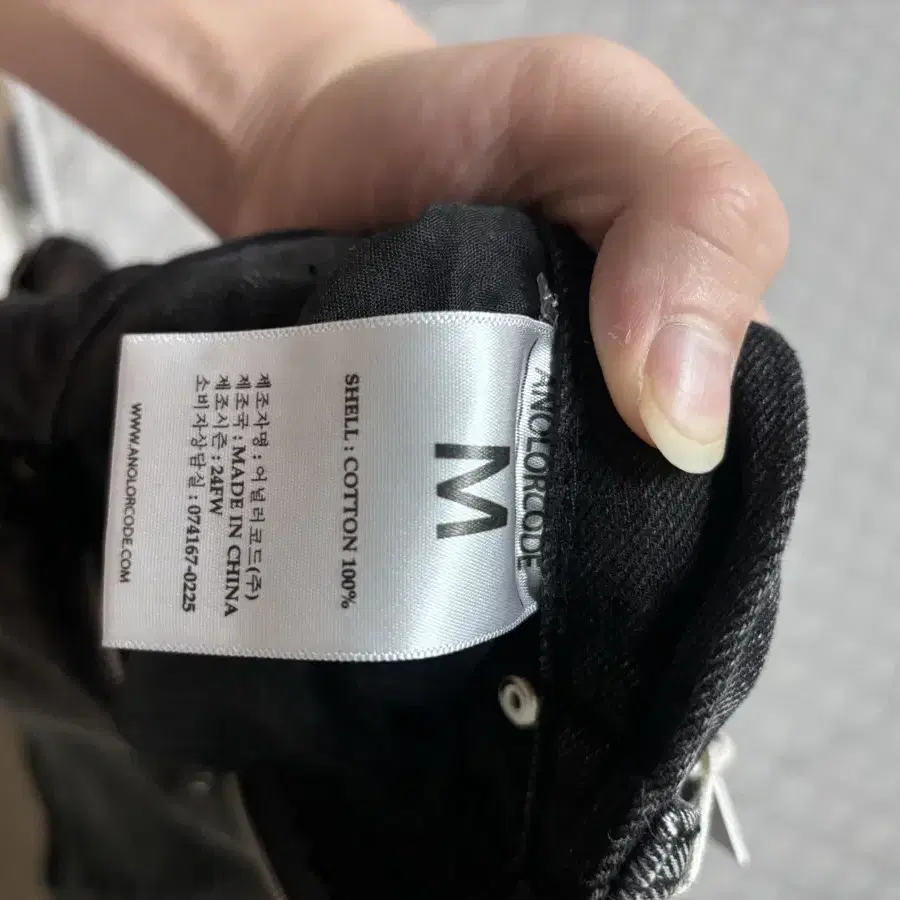 ANOLORCODE
M
SHELL : COTTON 100%
제조자명 : 어널러코드(주)
제조국 : MADE IN CHINA
제조시즌 : 24FW
소비자상담실 : 074167-0225
WWW.ANOLORCODE.COM